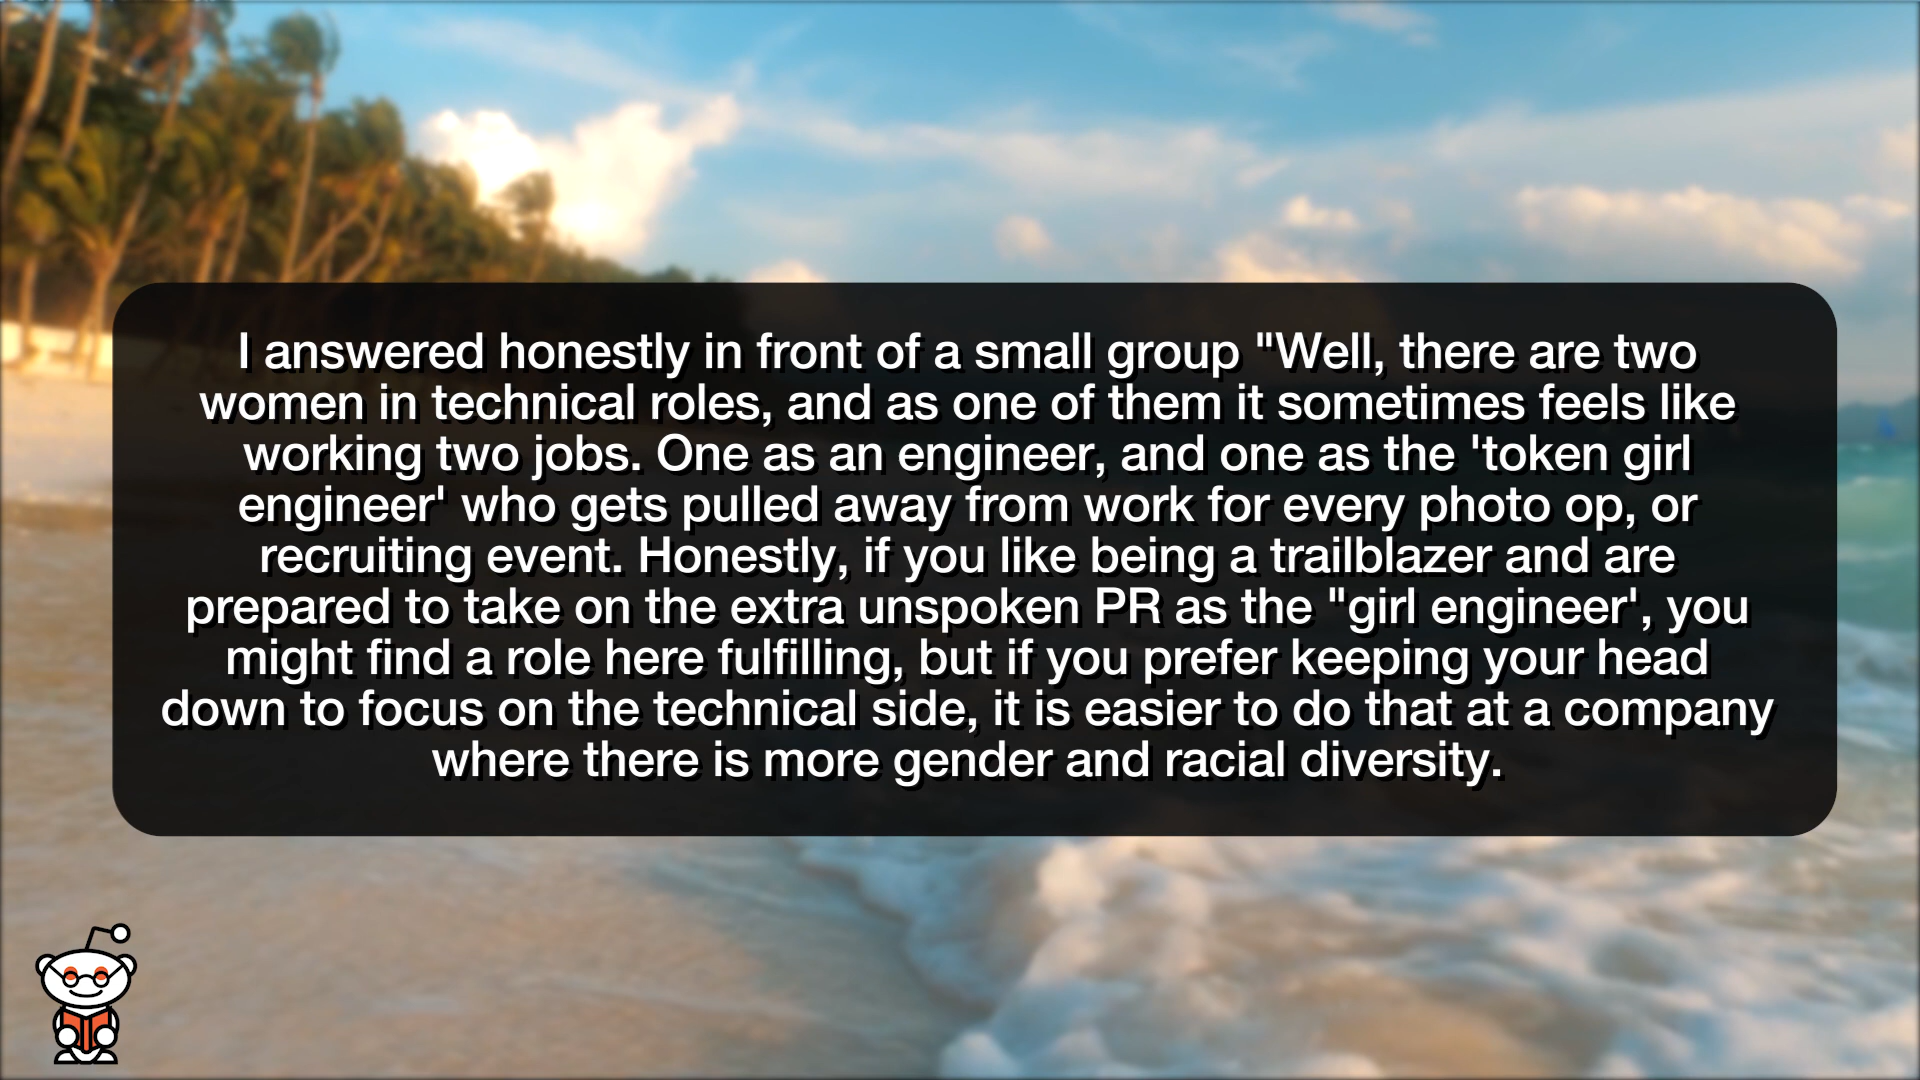 I answered honestly in front of a small group "Well, there are two
women in technical roles, and as one of them it sometimes feels like
working two jobs. One as an engineer, and one as the 'token girl
engineer' who gets pulled away from work for every photo op, or
recruiting event. Honestly, if you like being a trailblazer and are
prepared to take on the extra unspoken PR as the "girl engineer', you
might find a role here fulfilling, but if you prefer keeping your head
down to focus on the technical side, it is easier to do that at a company
where there is more gender and racial diversity.